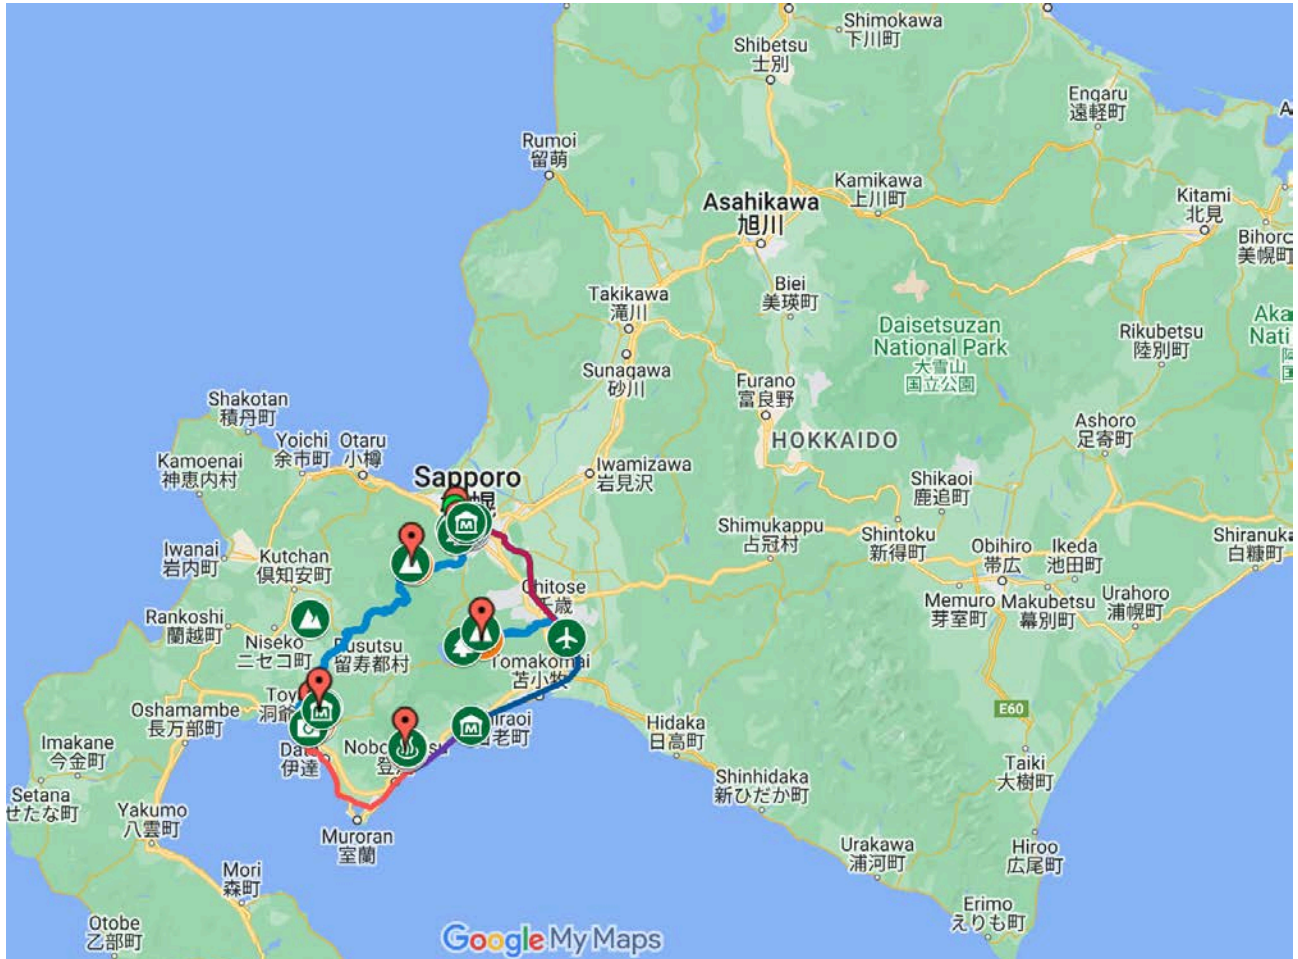 Shimokawa
下川町
Shibetsu
士別
Engaru
遠軽町
Rumoi
留萌
Kamikawa
上川町
Kitami
北見
Asahikawa
旭川
美幌町
Biei
美瑛町
Takikawa
滝川
Daisetsuzan
National Park
大雪山
国立公園
Rikubetsu
陸別町
Sunagawa
砂川
Furano
富良野
Shakotan
積丹町
Ashoro
足寄町
Yoichi
余市町
Otaru
小樽
HOKKAIDO
Kamoenai
神恵内村
Sapporo
Iwamizawa
岩見沢
Shikaoi
鹿追町
Shimukappu
占冠村
Shintoku
新得町
Obihiro
帯広
Ikeda
池田町
白糠町
Iwanai
岩内町
Kutchan
倶知安町
Chitose
Memuro
芽室町
Makubetsu
幕別町
Urahoro
浦幌町
Rankoshi
蘭越町
Niseko
ニセコ町
留寿都村
Tomakomai
苫小牧
Oshamambe
長万部町
E60
Hidaka
日高町
Imakane
今金町
伊達
Taiki
大樹町
Shinhidaka
新ひだか町
Setana
せたな町
Yakumo
八雲町
Muroran
室蘭
Urakawa
浦河町
Hiroo
広尾町
Mori
森町
Erimo
えりも町
Otobe
乙部町
Google My Maps